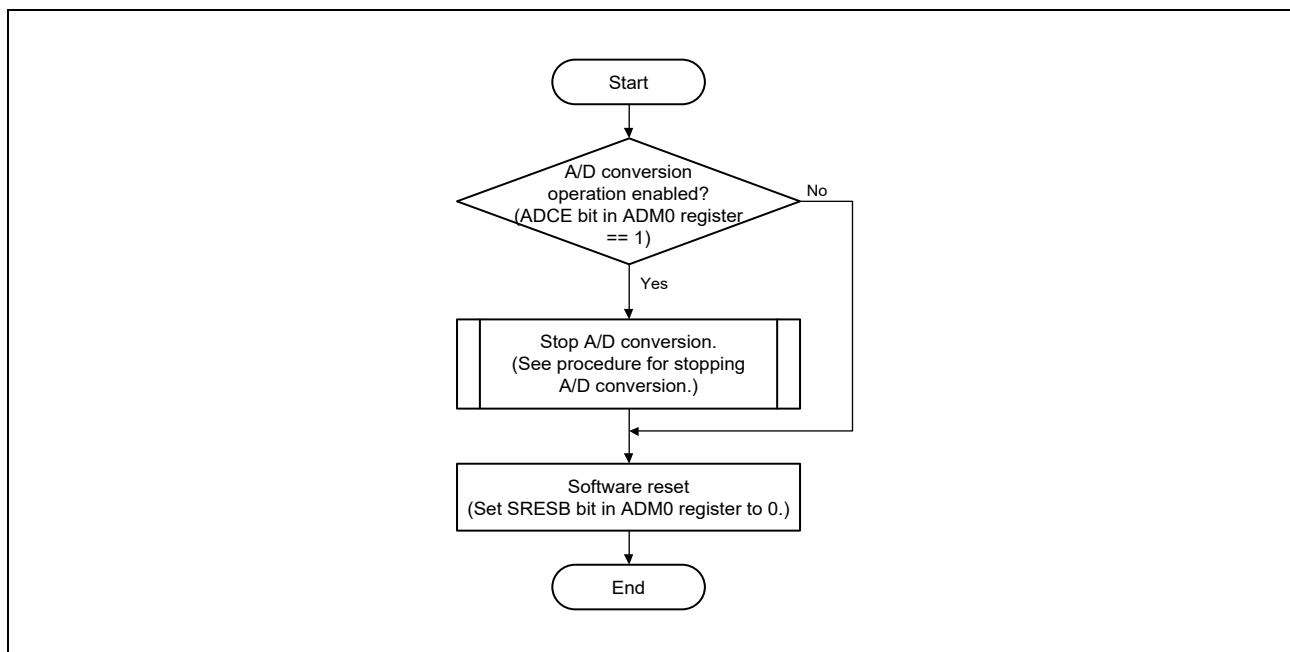 Start
A/D conversion
operation enabled?
(ADCE bit in ADM0 register
== 1)
No
Yes
Stop A/D conversion.
(See procedure for stopping
A/D conversion.)
Software reset
(Set SRESB bit in ADM0 register to 0.)
End